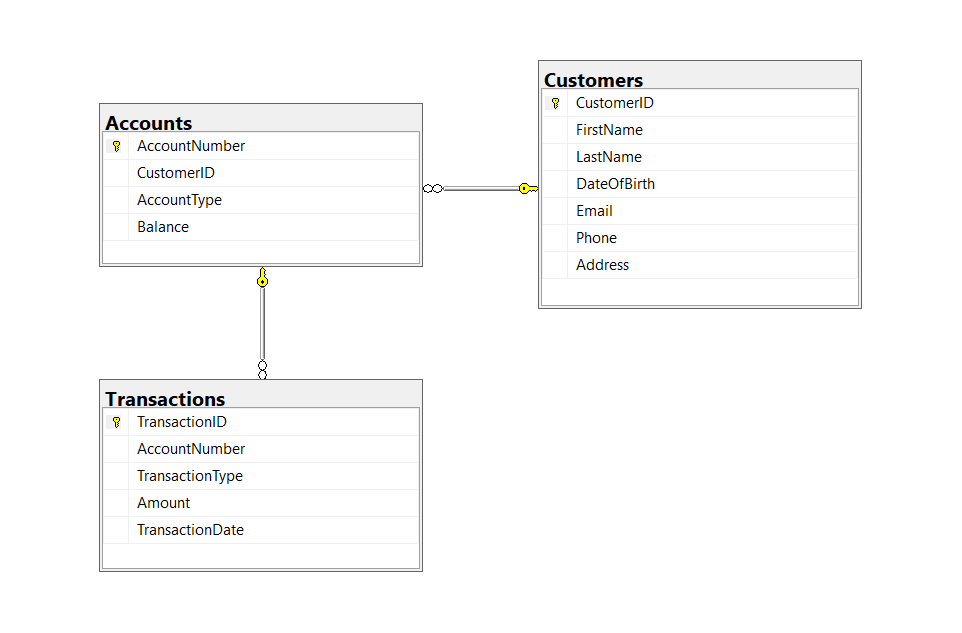 Accounts
AccountNumber
CustomerID
AccountType
Balance
Customers
CustomerID
FirstName
LastName
DateOfBirth
Email
Phone
Address
Transactions
TransactionID
AccountNumber
TransactionType
Amount
TransactionDate